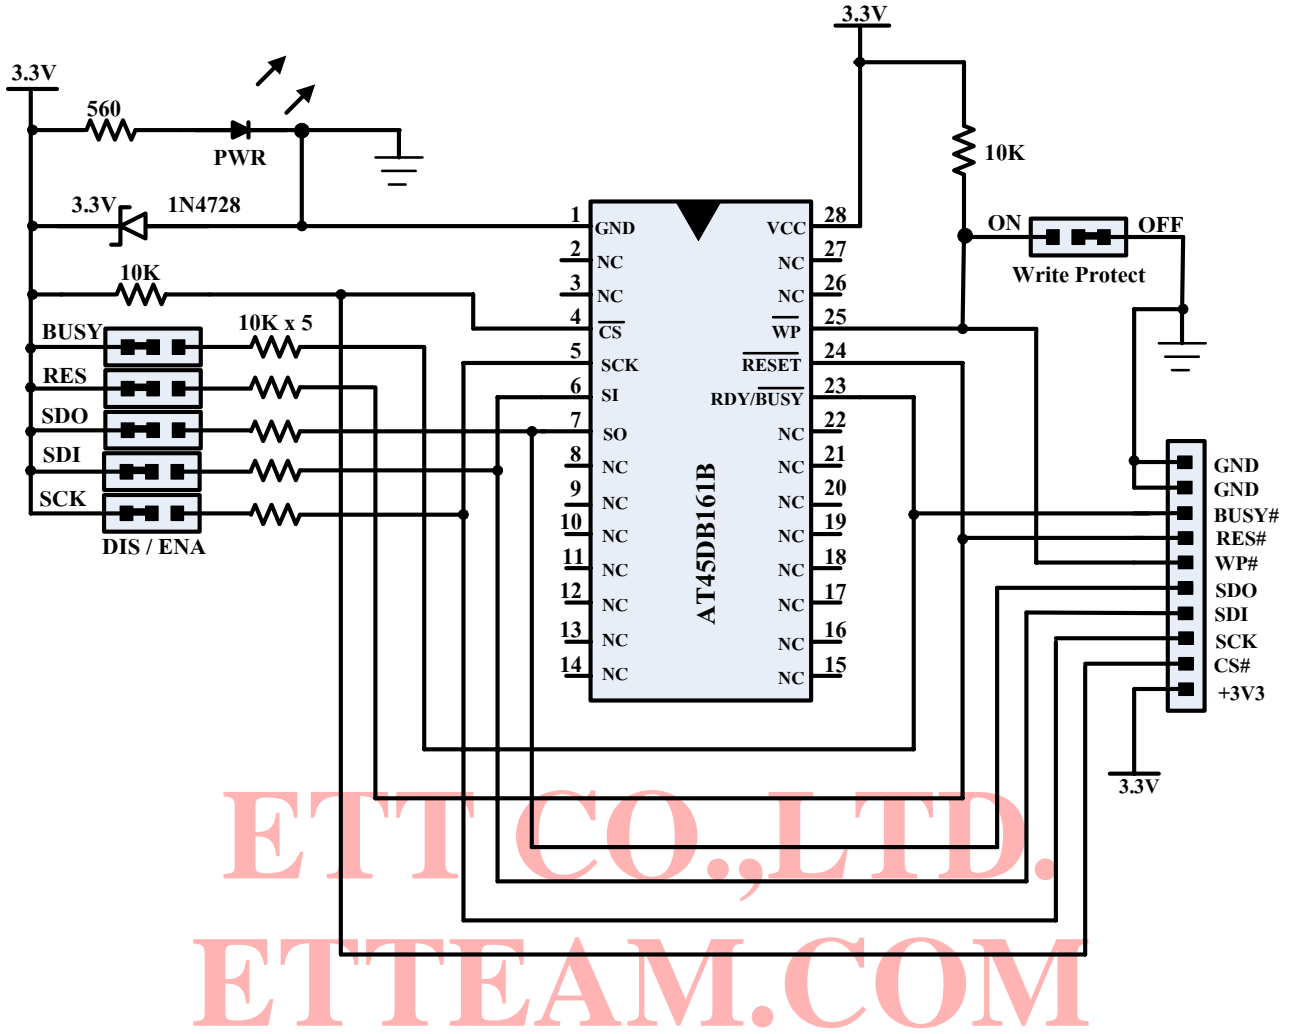 3.3V
3.3V
560
PWR
10K
3.3V
1N4728
10K
ON
OFF
Write Protect
BUSY
10K x 5
RES
SDO
SDI
SCK
DIS / ENA
1
GND
2
NC
3
NC
4
CS
5
SCK
6
SI
7
SO
8
NC
9
NC
10
NC
11
NC
12
NC
13
NC
14
NC
AT45DB161B
28
VCC
27
NC
26
NC
25
WP
24
RESET
23
RDY/BUSY
22
NC
21
NC
20
NC
19
NC
18
NC
17
NC
16
NC
15
NC
GND
GND
BUSY#
RES#
WP#
SDO
SDI
SCK
CS#
+3V3
3.3V
ETT CO.,LTD.
ETTEAM.COM